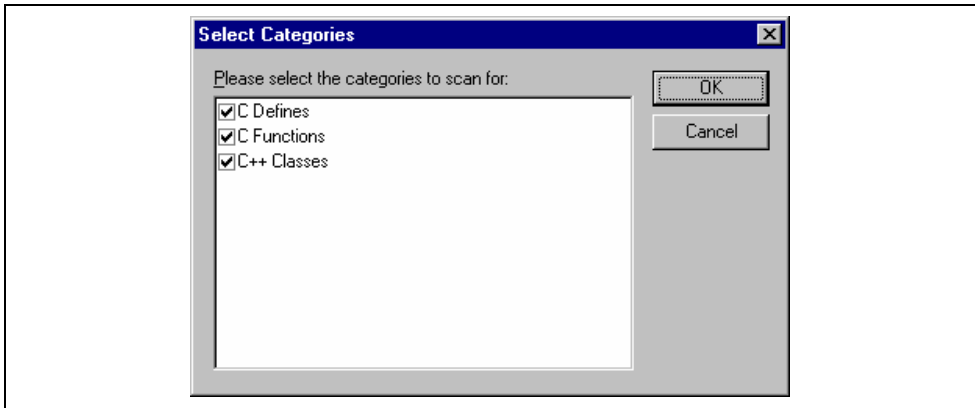 Select Categories
Please select the categories to scan for:
OK
C Defines
C Functions
Cancel
C++ Classes